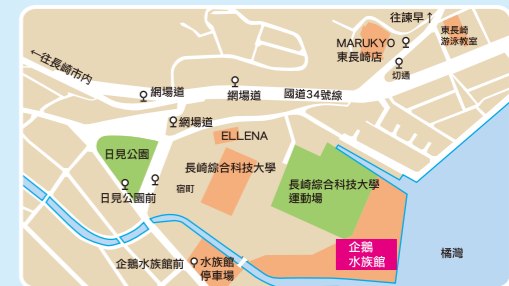 往諫早↑
MARUKYO
東長崎店
東長崎
游泳教室
切通
←往長崎市内
網場道
網場道
國道34號線
網場道
ELLENA
日見公園
長崎綜合科技大學
長崎綜合科技大學
運動場
宿町
日見公園前
企鵝
水族館
橘灣
企鵝水族館前
水族館
停車場